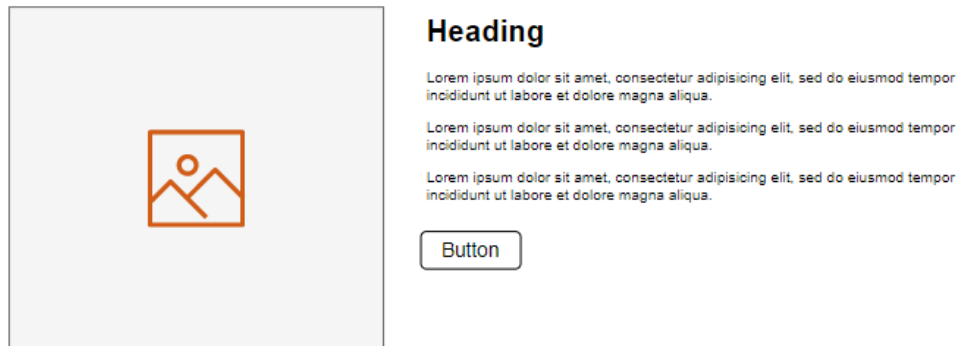 Heading
Lorem ipsum dolor sit amet, consectetur adipisicing elit, sed do eiusmod tempor
incididunt ut labore et dolore magna aliqua.
Lorem ipsum dolor sit amet, consectetur adipisicing elit, sed do eiusmod tempor
incididunt ut labore et dolore magna aliqua.
Lorem ipsum dolor sit amet, consectetur adipisicing elit, sed do eiusmod tempor
incididunt ut labore et dolore magna aliqua.
Button